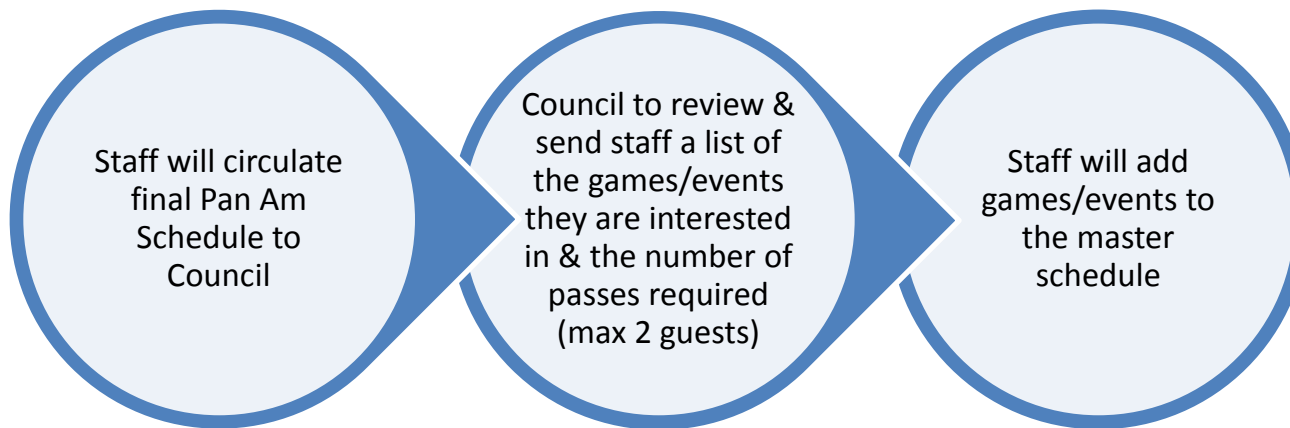 Staff will circulate
final Pan Am
Schedule to
Council
Council to review &
send staff a list of
the games/events
they are interested
in & the number of
passes required
(max 2 guests)
Staff will add
games/events to
the master
schedule